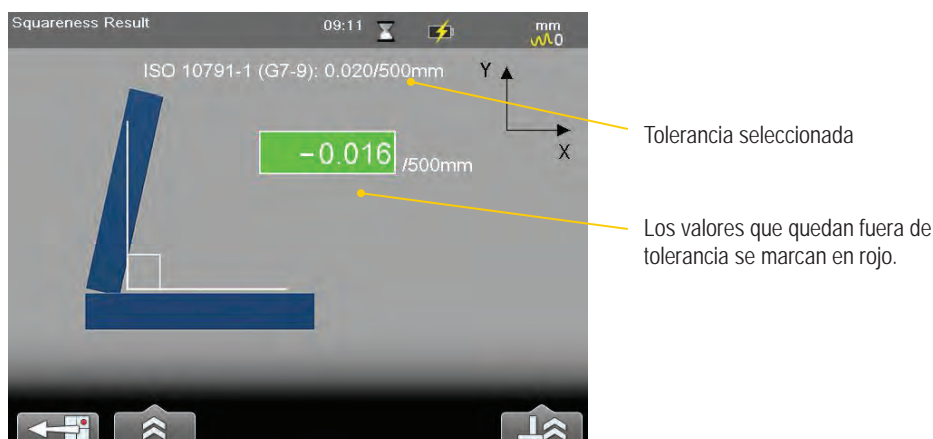 Squareness Result
09:11
mm
0
ISO 10791-1 (G7-9): 0.020/500mm
Y
X
-0.016 /500mm
Tolerancia seleccionada
Los valores que quedan fuera de
tolerancia se marcan en rojo.